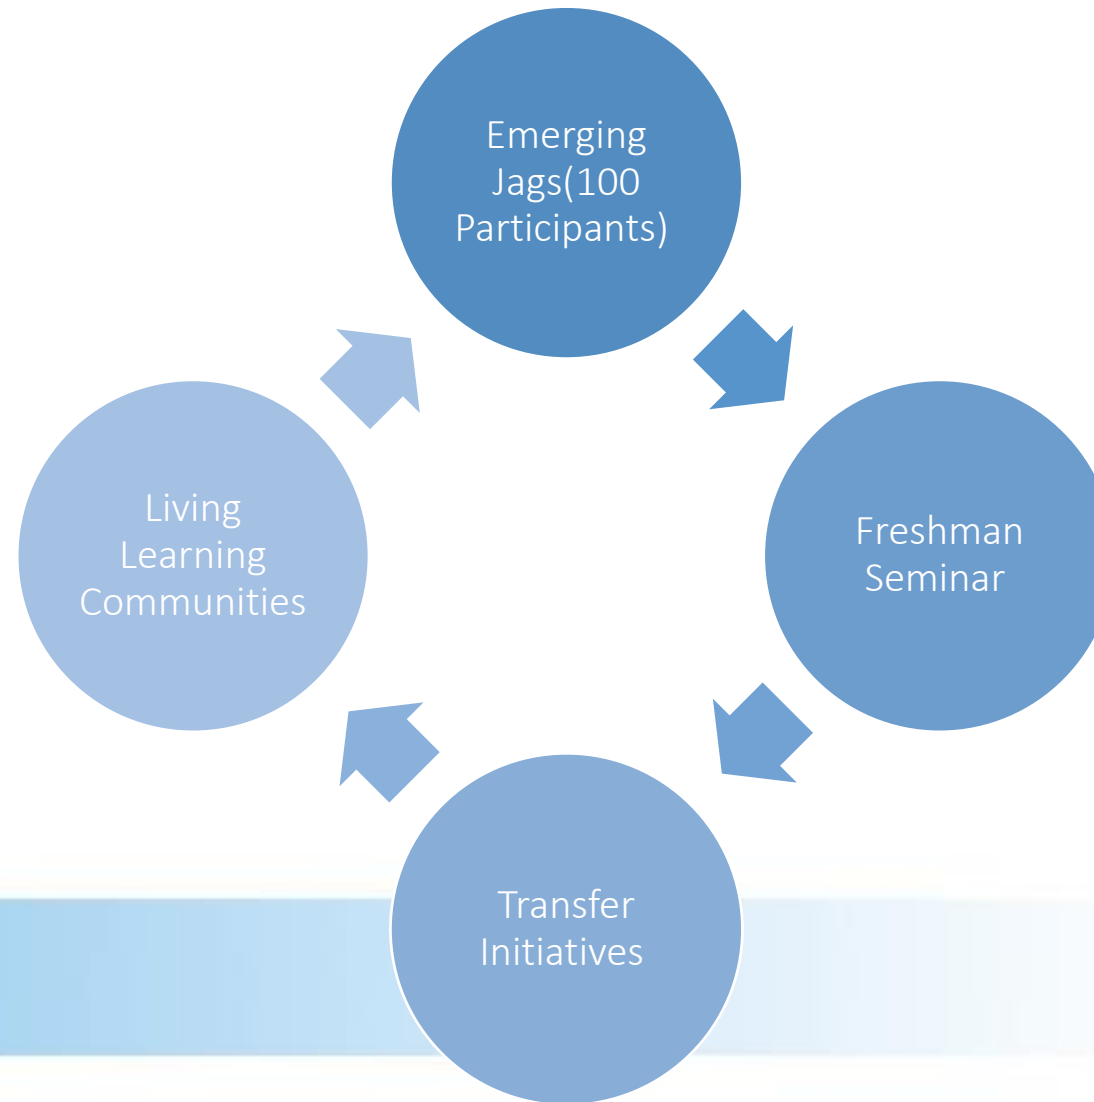 Emerging
Jags(100
Participants)
Freshman
Seminar
Transfer
Initiatives
Living
Learning
Communities